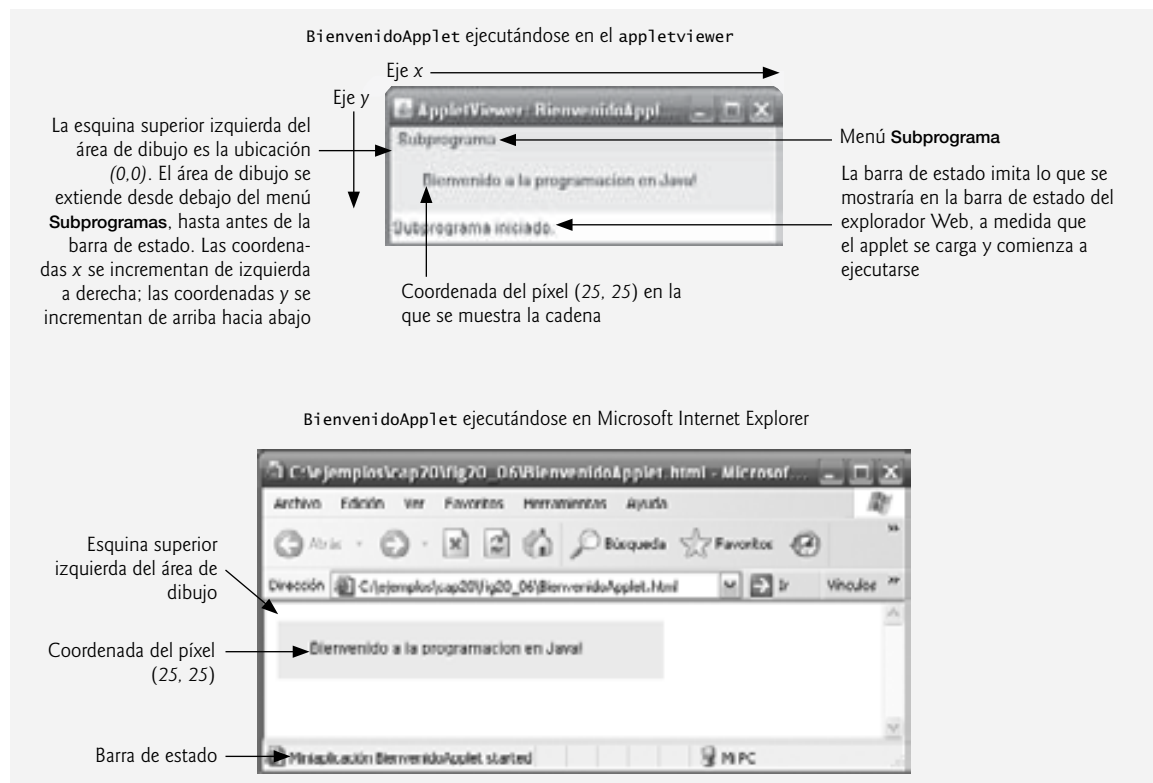 BienvenidoApplet ejecutándose en el appletviewer
Eje x
Eje y
La esquina superior izquierda del
área de dibujo es la ubicación
(0,0). El área de dibujo se
extiende desde debajo del menú
Subprogramas, hasta antes de la
barra de estado. Las coordena-
das x se incrementan de izquierda
a derecha; las coordenadas y se
incrementan de arriba hacia abajo
AppletViewer: BienvenidoAppl...
Subprograma
Bienvenido a la programacion en Java!
Subprograma iniciado.
Menú Subprograma
La barra de estado imita lo que se
mostraría en la barra de estado del
explorador Web, a medida que
el applet se carga y comienza a
ejecutarse
Coordenada del píxel (25, 25) en la
que se muestra la cadena
BienvenidoApplet ejecutándose en Microsoft Internet Explorer
C:\ejemplos\cap20\fig20_06\BienvenidoApplet.html - Microsof...
Archivo Edición Ver Favoritos Herramientas Ayuda
Atrás Búsqueda Favoritos
Dirección C:\ejemplos\cap20\fig20_06\BienvenidoApplet.html Ir Vínculos
Esquina superior
izquierda del área de
dibujo
Bienvenido a la programacion en Java!
Coordenada del píxel
(25, 25)
Barra de estado
Miniaplicación BienvenidoApplet started
Mi PC